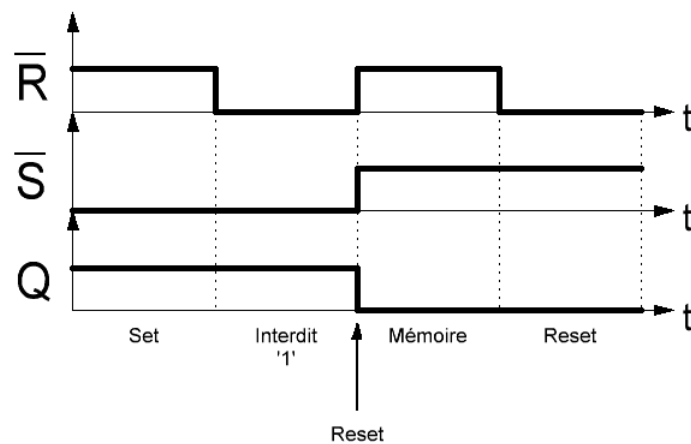 R̅
t
S̅
t
Q
t
Set Interdit Mémoire Reset
'1'
Reset